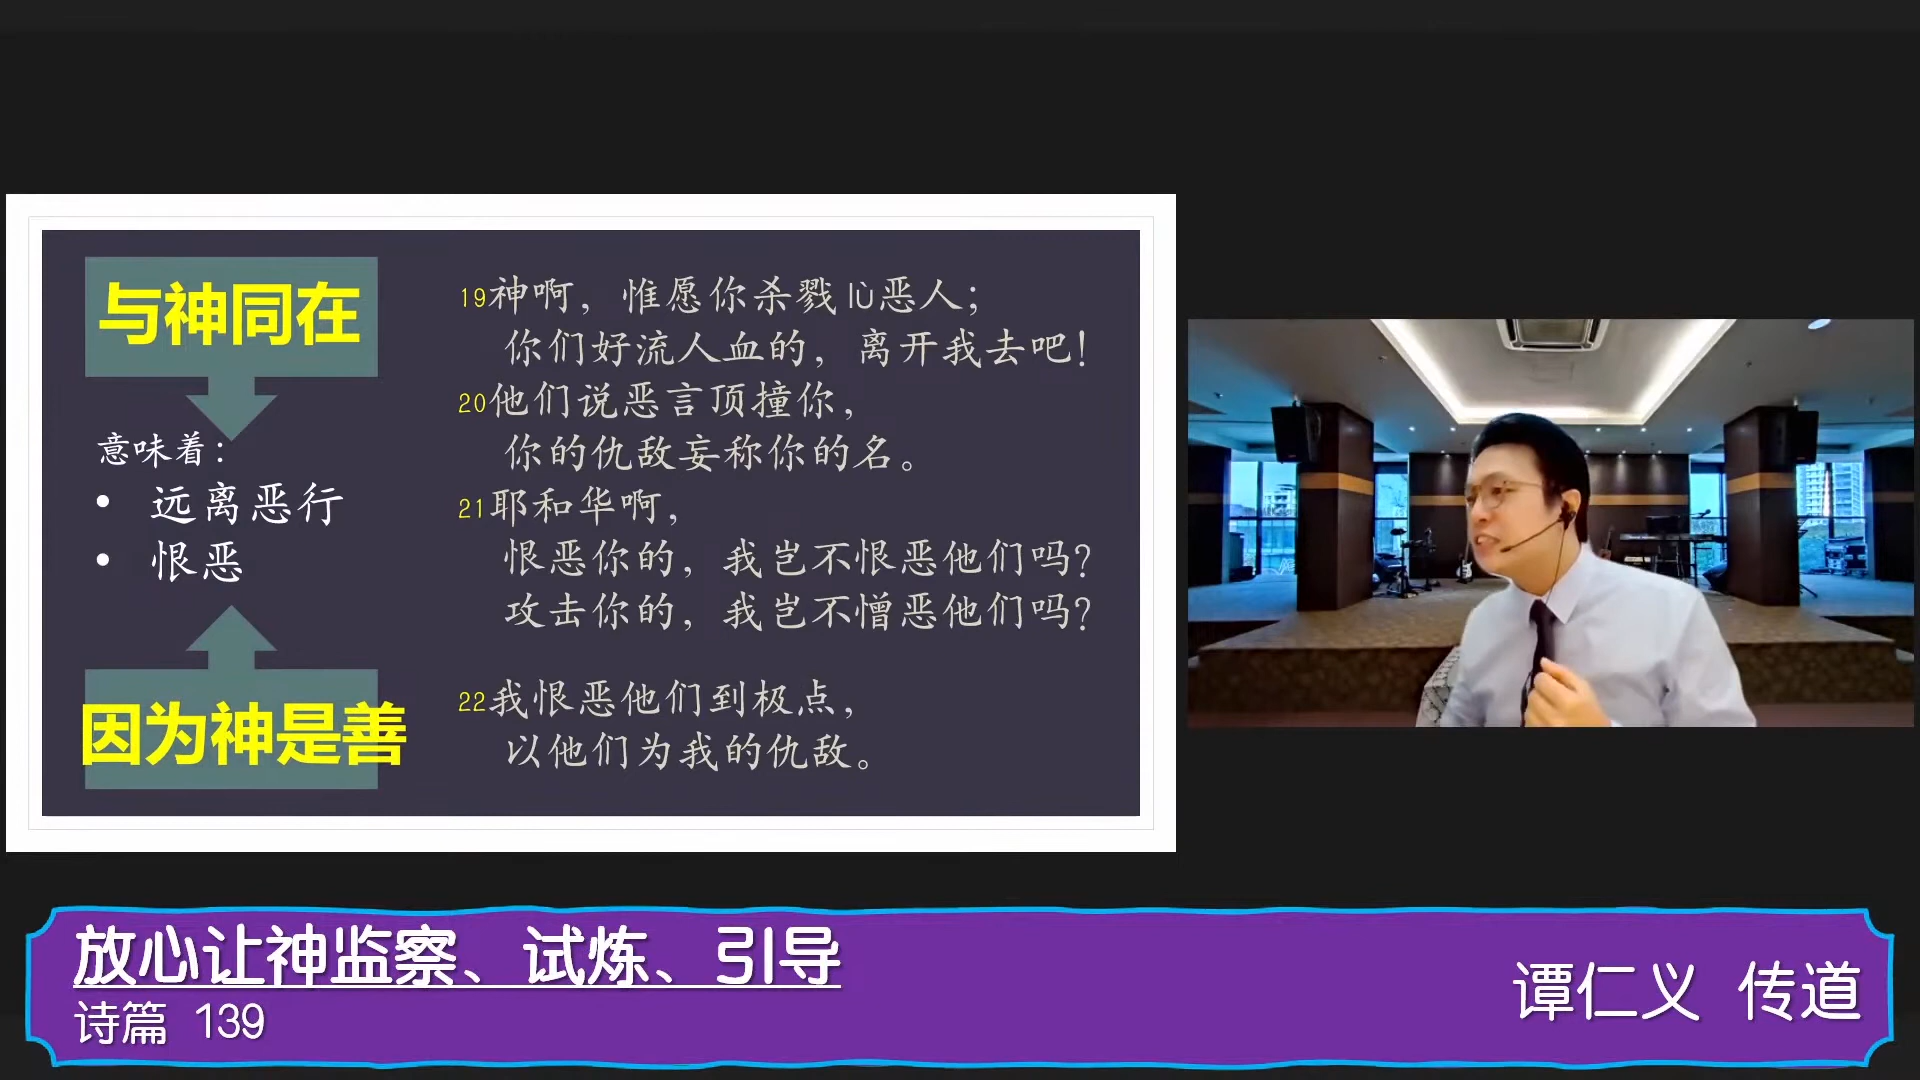 与神同在
意味着：
• 远离恶行
• 恨恶
因为神是善
19神啊，惟愿你杀戮 lù恶人；
你们好流人血的，离开我去吧！
20他们说恶言顶撞你，
你的仇敌妄称你的名。
21耶和华啊，
恨恶你的，我岂不恨恶他们吗？
攻击你的，我岂不憎恶他们吗？
22我恨恶他们到极点，
以他们为我的仇敌。
放心让神监察、试炼、引导
诗篇 139
谭仁义 传道